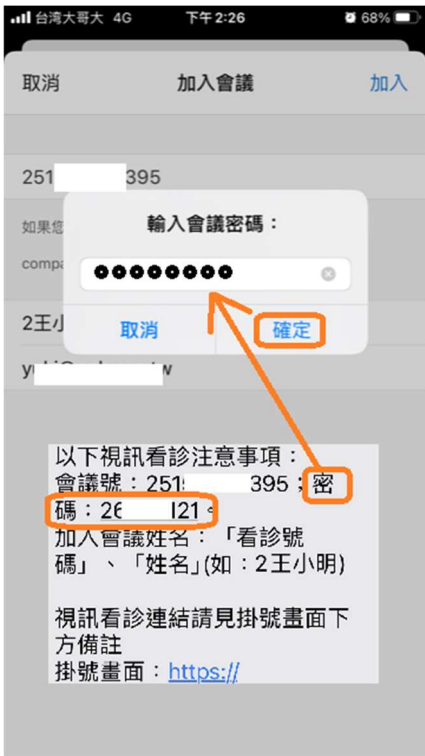 台湾大哥大 4G 下午2:26 68%
取消 加入會議 加入
251 395
如果您
輸入會議密碼：
compa
取消 確定
2王小
以下視訊看診注意事項：
會議號：251 395；密
碼：26 121。
加入會議姓名：「看診號
碼」、「姓名」(如：2王小明)
視訊看診連結請見掛號畫面下
方備註
掛號畫面：https://